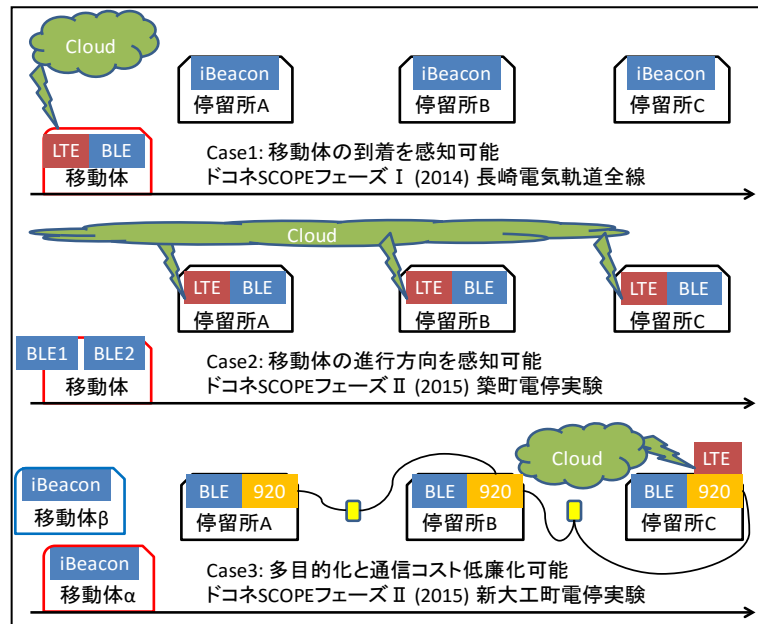 Cloud
iBeacon iBeacon iBeacon
停留所A 停留所B 停留所C
LTE BLE
移動体
Case1: 移動体の到着を感知可能
ドコネSCOPEフェーズⅠ (2014) 長崎電気軌道全線
Cloud
LTE BLE LTE BLE LTE BLE
停留所A 停留所B 停留所C
BLE1 BLE2
移動体
Case2: 移動体の進行方向を感知可能
ドコネSCOPEフェーズⅡ (2015) 築町電停実験
Cloud LTE
iBeacon
移動体β
BLE 920 BLE 920 BLE 920
停留所A 停留所B 停留所C
iBeacon
移動体α
Case3: 多目的化と通信コスト低廉化可能
ドコネSCOPEフェーズⅡ (2015) 新大工町電停実験